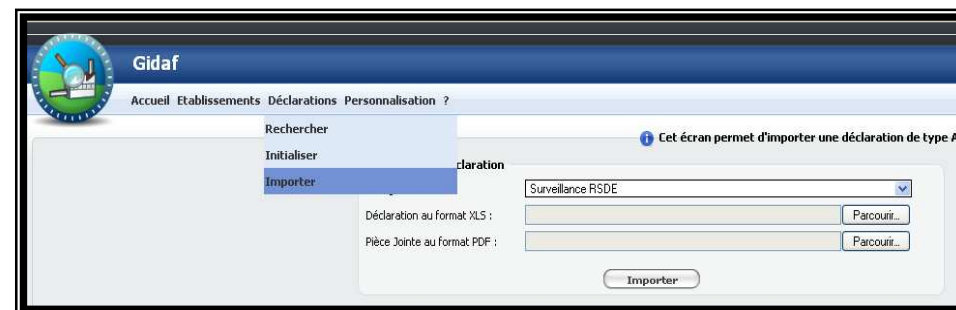 Gidaf
Accueil Etablissements Déclarations Personnalisation ?
Rechercher
Initialiser
Importer
Cet écran permet d'importer une déclaration de type A
claration
Surveillance RSDE
Déclaration au format XLS :
Parcourir...
Pièce Jointe au format PDF :
Parcourir...
Importer